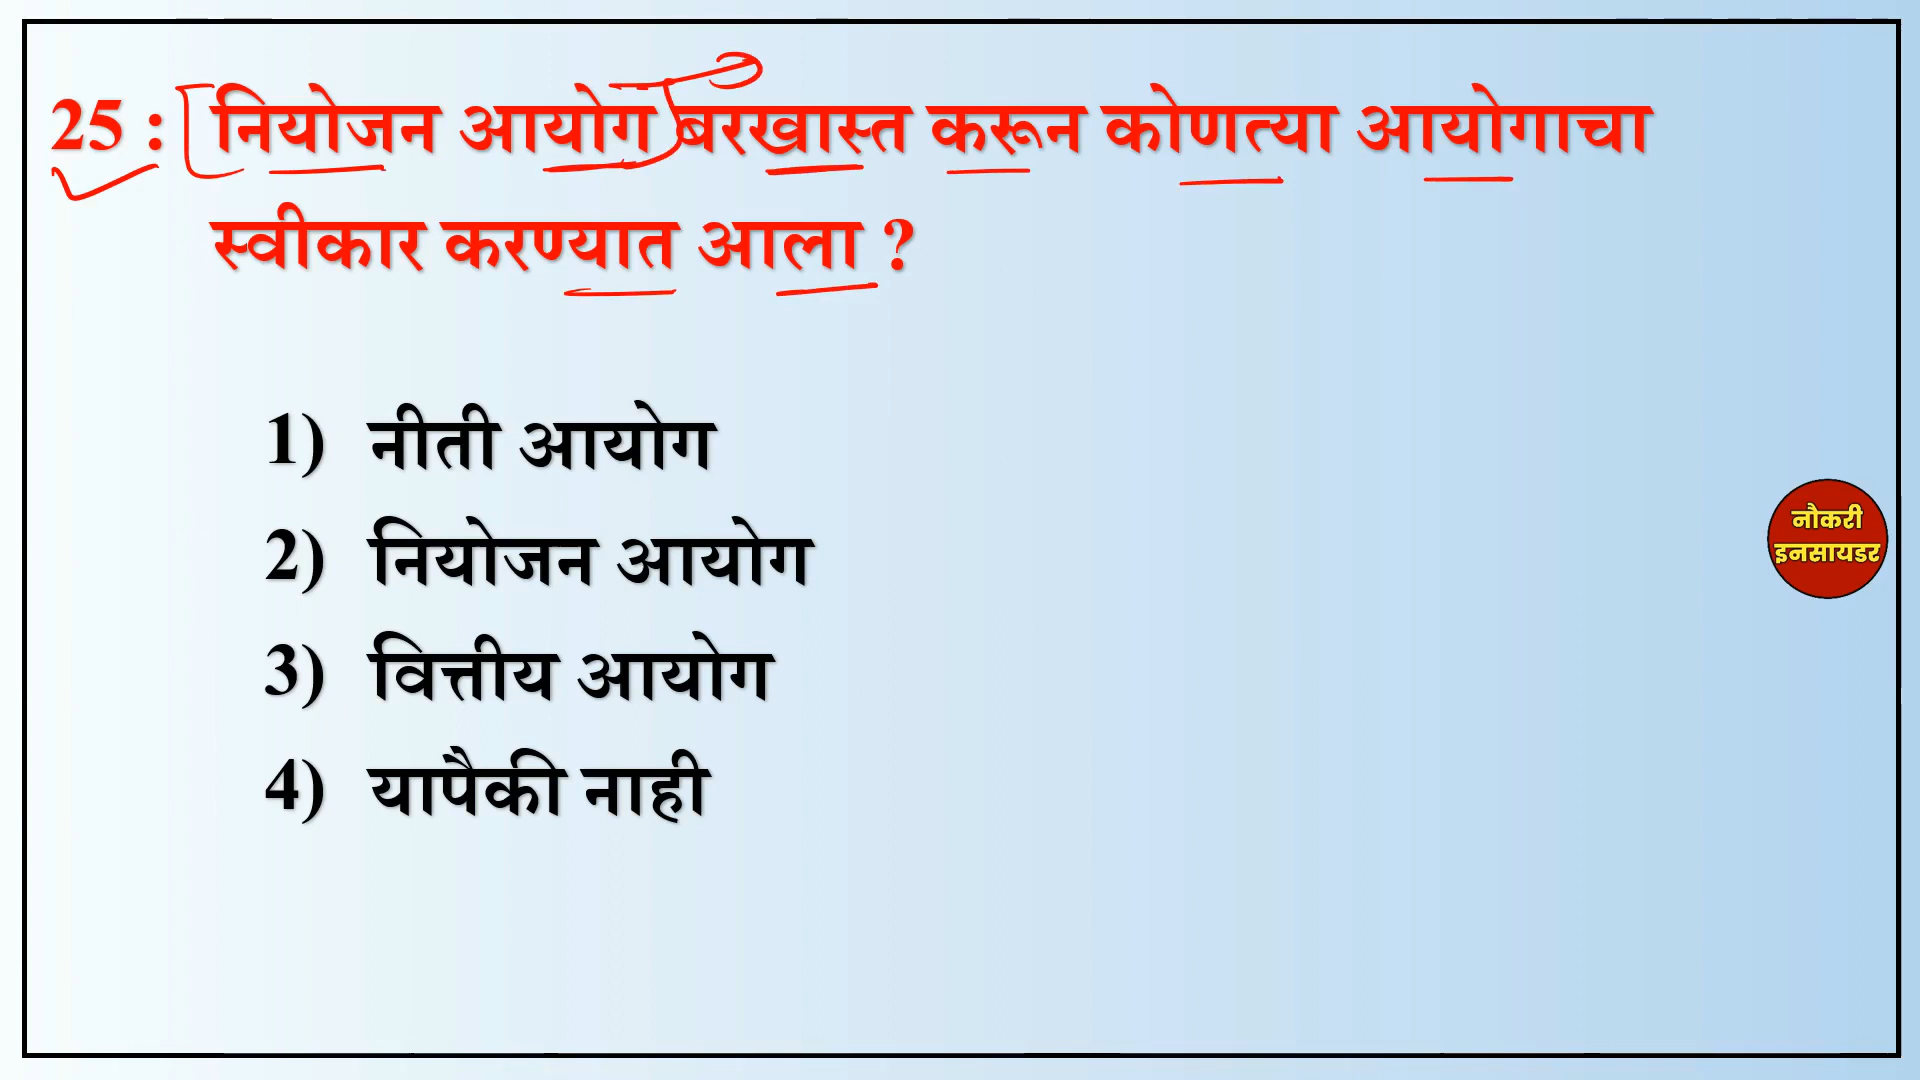 25 : नियोजन आयोग बरखास्त करून कोणत्या आयोगाचा
स्वीकार करण्यात आला ?
1) नीती आयोग
2) नियोजन आयोग
3) वित्तीय आयोग
4) यापैकी नाही
नौकरी
इनसायडर